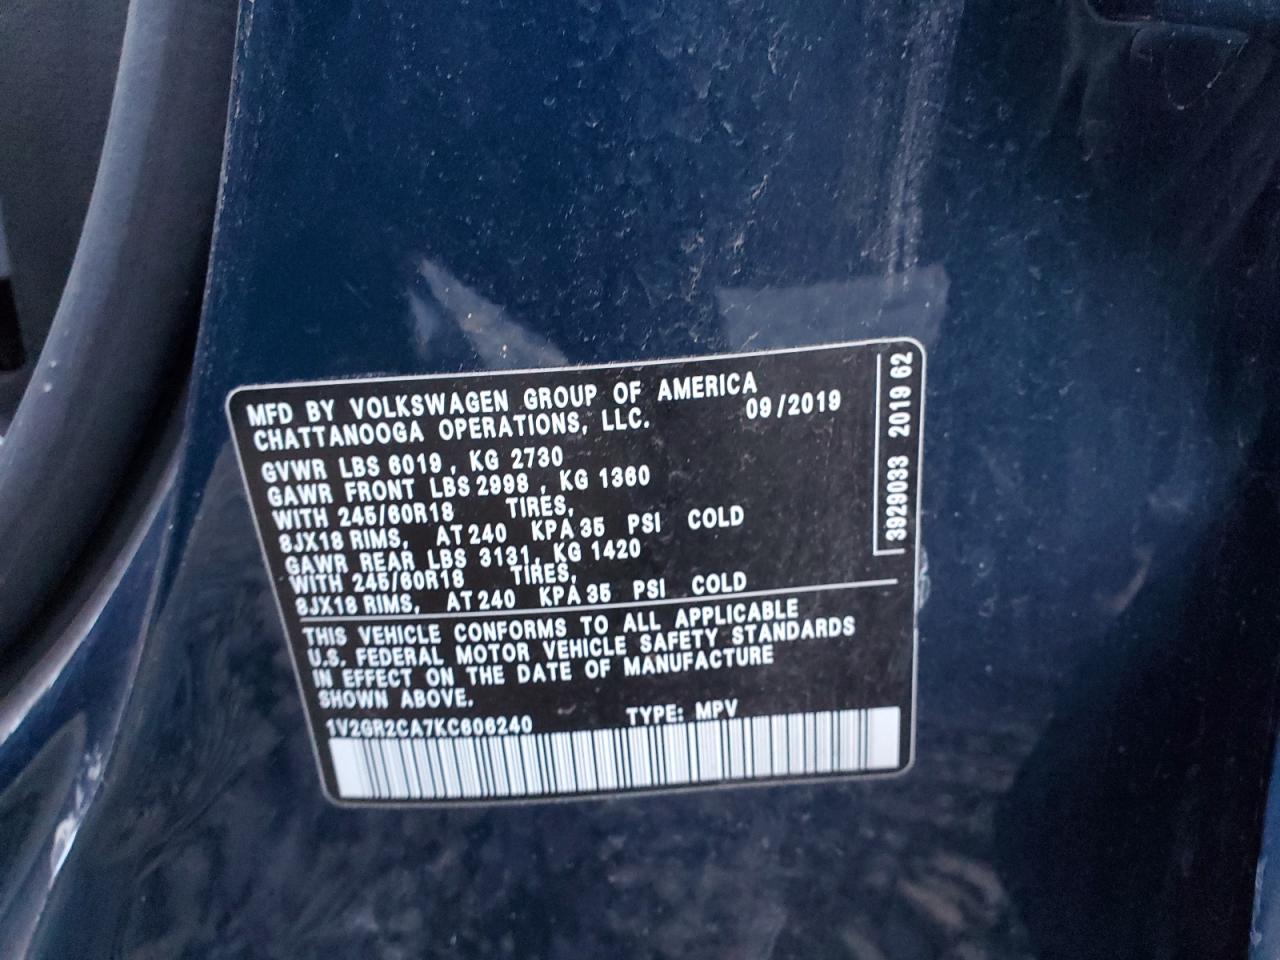 MFD BY VOLKSWAGEN GROUP OF AMERICA
CHATTANOOGA OPERATIONS, LLC. 09/2019
GVWR LBS 6019, KG 2730
GAWR FRONT LBS 2998, KG 1360
WITH 245/60R18 TIRES,
8JX18 RIMS, AT 240 KPA 35 PSI COLD
GAWR REAR LBS 3131, KG 1420
WITH 245/60R18 TIRES,
8JX18 RIMS, AT 240 KPA 35 PSI COLD
THIS VEHICLE CONFORMS TO ALL APPLICABLE
U.S. FEDERAL MOTOR VEHICLE SAFETY STANDARDS
IN EFFECT ON THE DATE OF MANUFACTURE
SHOWN ABOVE.
1V2GR2CA7KC606240 TYPE: MPV
3929033 2019 62